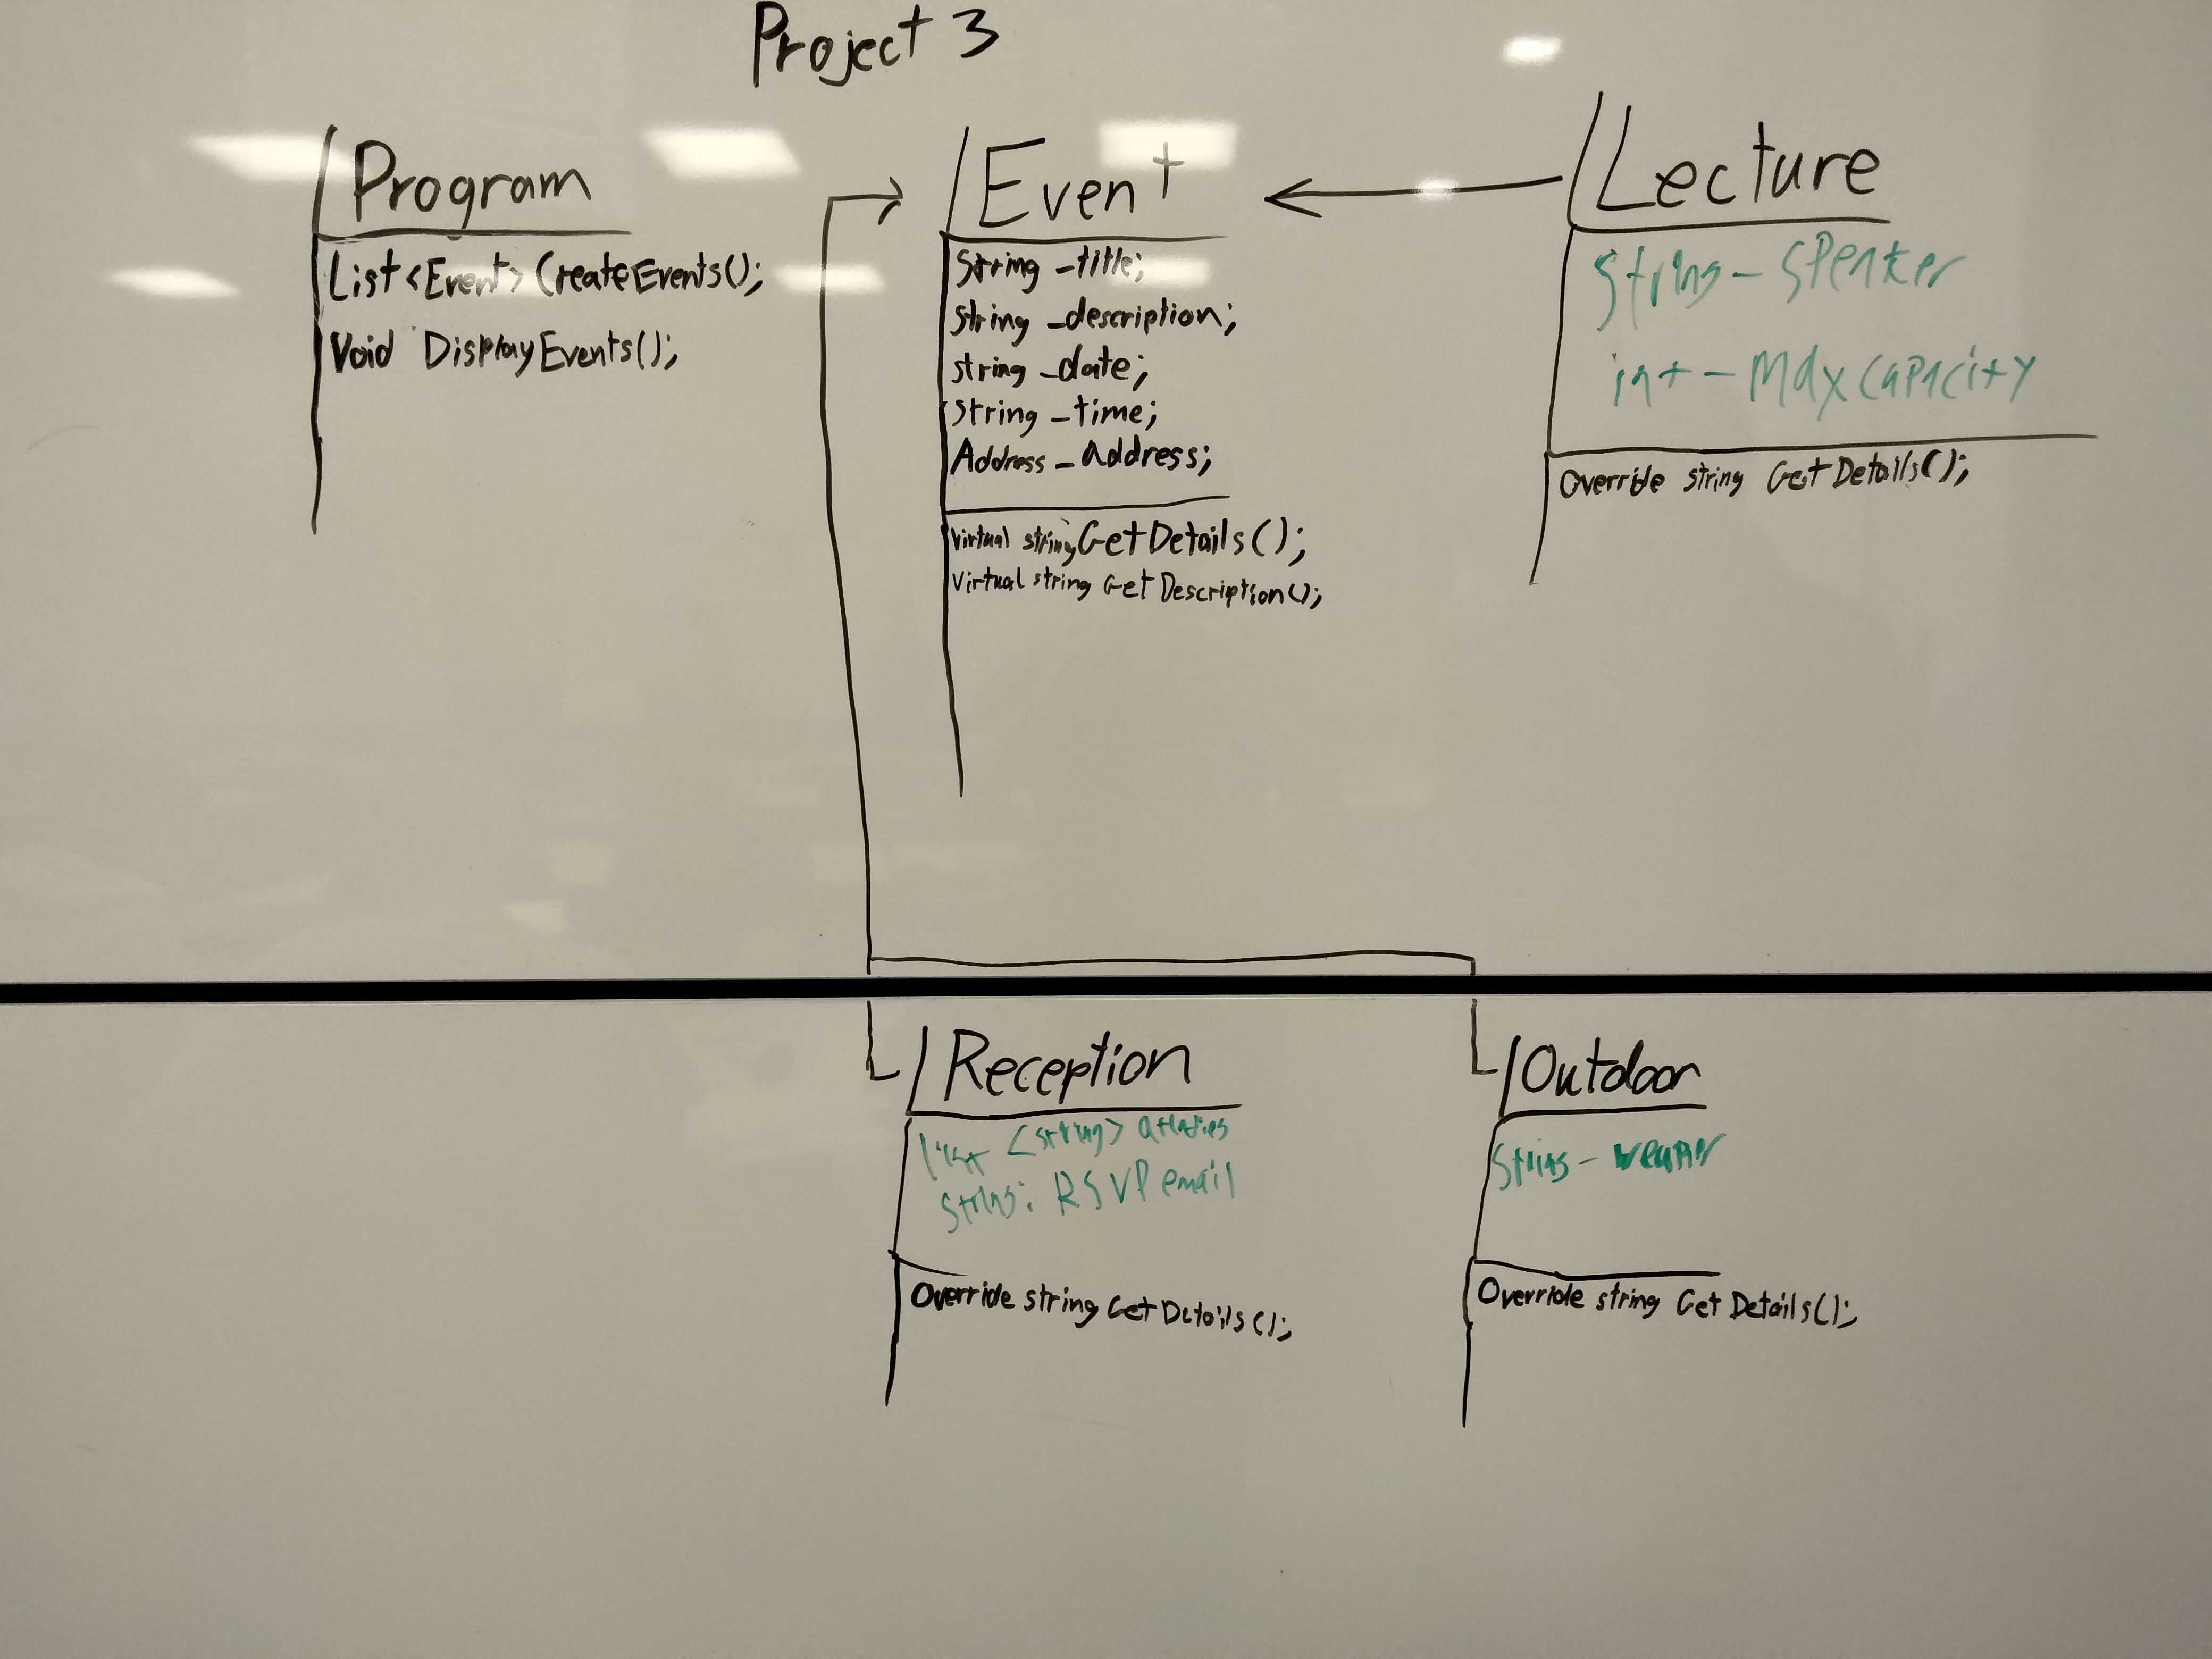 Project 3
Program
List <Event> CreateEvents();
Void DisplayEvents();
Event
String _title;
String _description;
string _date;
String _time;
Address _address;
Virtual string GetDetails();
Virtual string GetDescription();
Lecture
String - Speaker
int - Max capacity
Override string GetDetails();
Reception
list <string>
string: RSVP email
Override string GetDetails();
Outdoor
String -
Override string GetDetails();